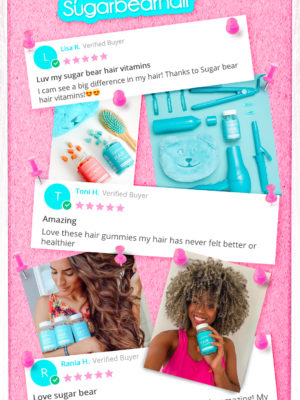 Sugarbearhair
L
Lisa R. Verified Buyer
Luv my sugar bear hair vitamins
I cam see a big difference in my hair! Thanks to Sugar bear
hair vitamins!😍😍
T
Toni H. Verified Buyer
Amazing
Love these hair gummies my hair has never felt better or
healthier
R
Rania H. Verified Buyer
Love sugar bear
amazing! My